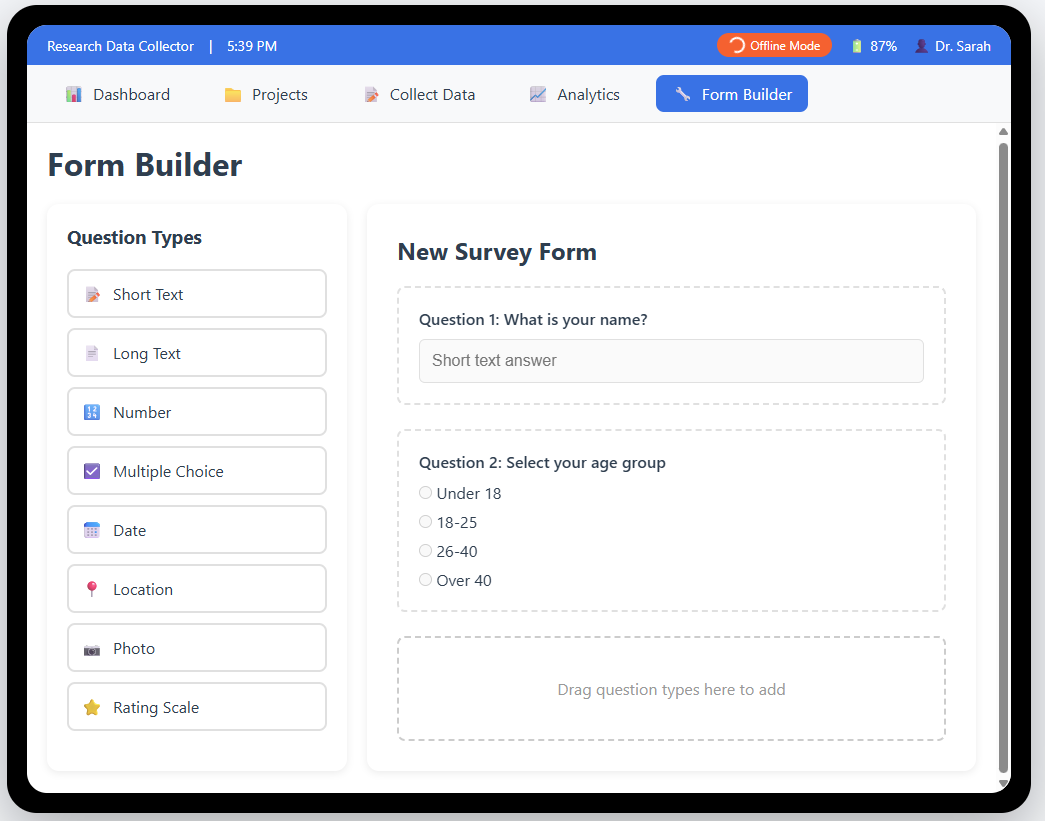 Research Data Collector | 5:39 PM Offline Mode 87% Dr. Sarah
Dashboard Projects Collect Data Analytics Form Builder
Form Builder
Question Types
Short Text
Long Text
Number
Multiple Choice
Date
Location
Photo
Rating Scale
New Survey Form
Question 1: What is your name?
Short text answer
Question 2: Select your age group
Under 18
18-25
26-40
Over 40
Drag question types here to add